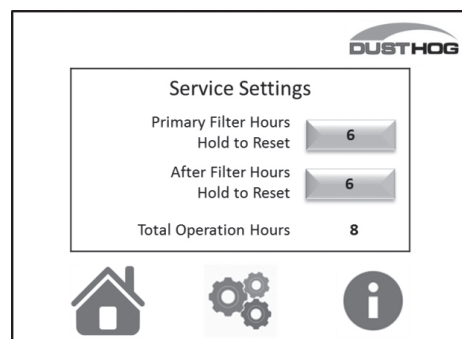 DUSTHOG
Service Settings
Primary Filter Hours
Hold to Reset
6
After Filter Hours
Hold to Reset
6
Total Operation Hours 8
i